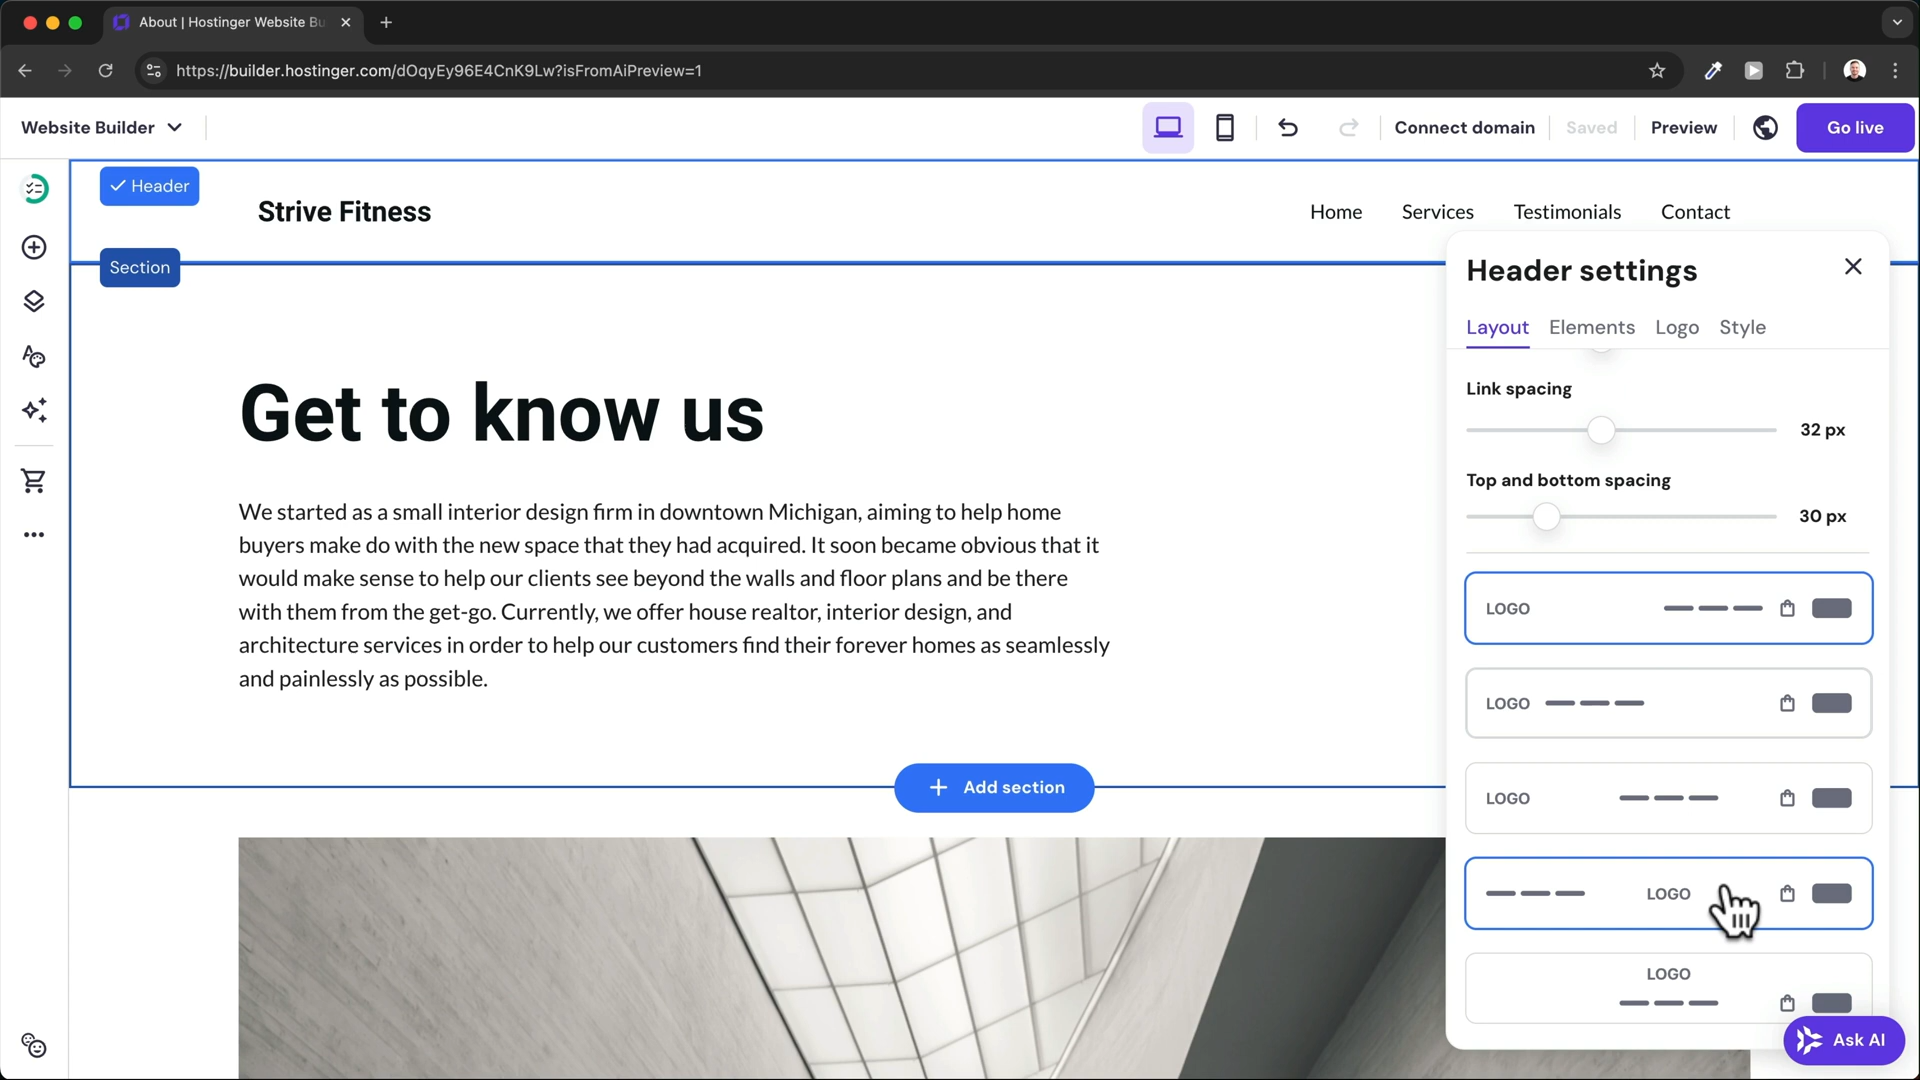 About | Hostinger Website Bu
https://builder.hostinger.com/dOqyEy96E4CnK9Lw?isFromAiPreview=1
Website Builder
Connect domain
Saved
Preview
Go live
Header
Strive Fitness
Home
Services
Testimonials
Contact
Section
Get to know us
We started as a small interior design firm in downtown Michigan, aiming to help home
buyers make do with the new space that they had acquired. It soon became obvious that it
would make sense to help our clients see beyond the walls and floor plans and be there
with them from the get-go. Currently, we offer house realtor, interior design, and
architecture services in order to help our customers find their forever homes as seamlessly
and painlessly as possible.
Add section
Header settings
Layout
Elements
Logo
Style
Link spacing
32 px
Top and bottom spacing
30 px
LOGO
LOGO
LOGO
LOGO
LOGO
Ask AI